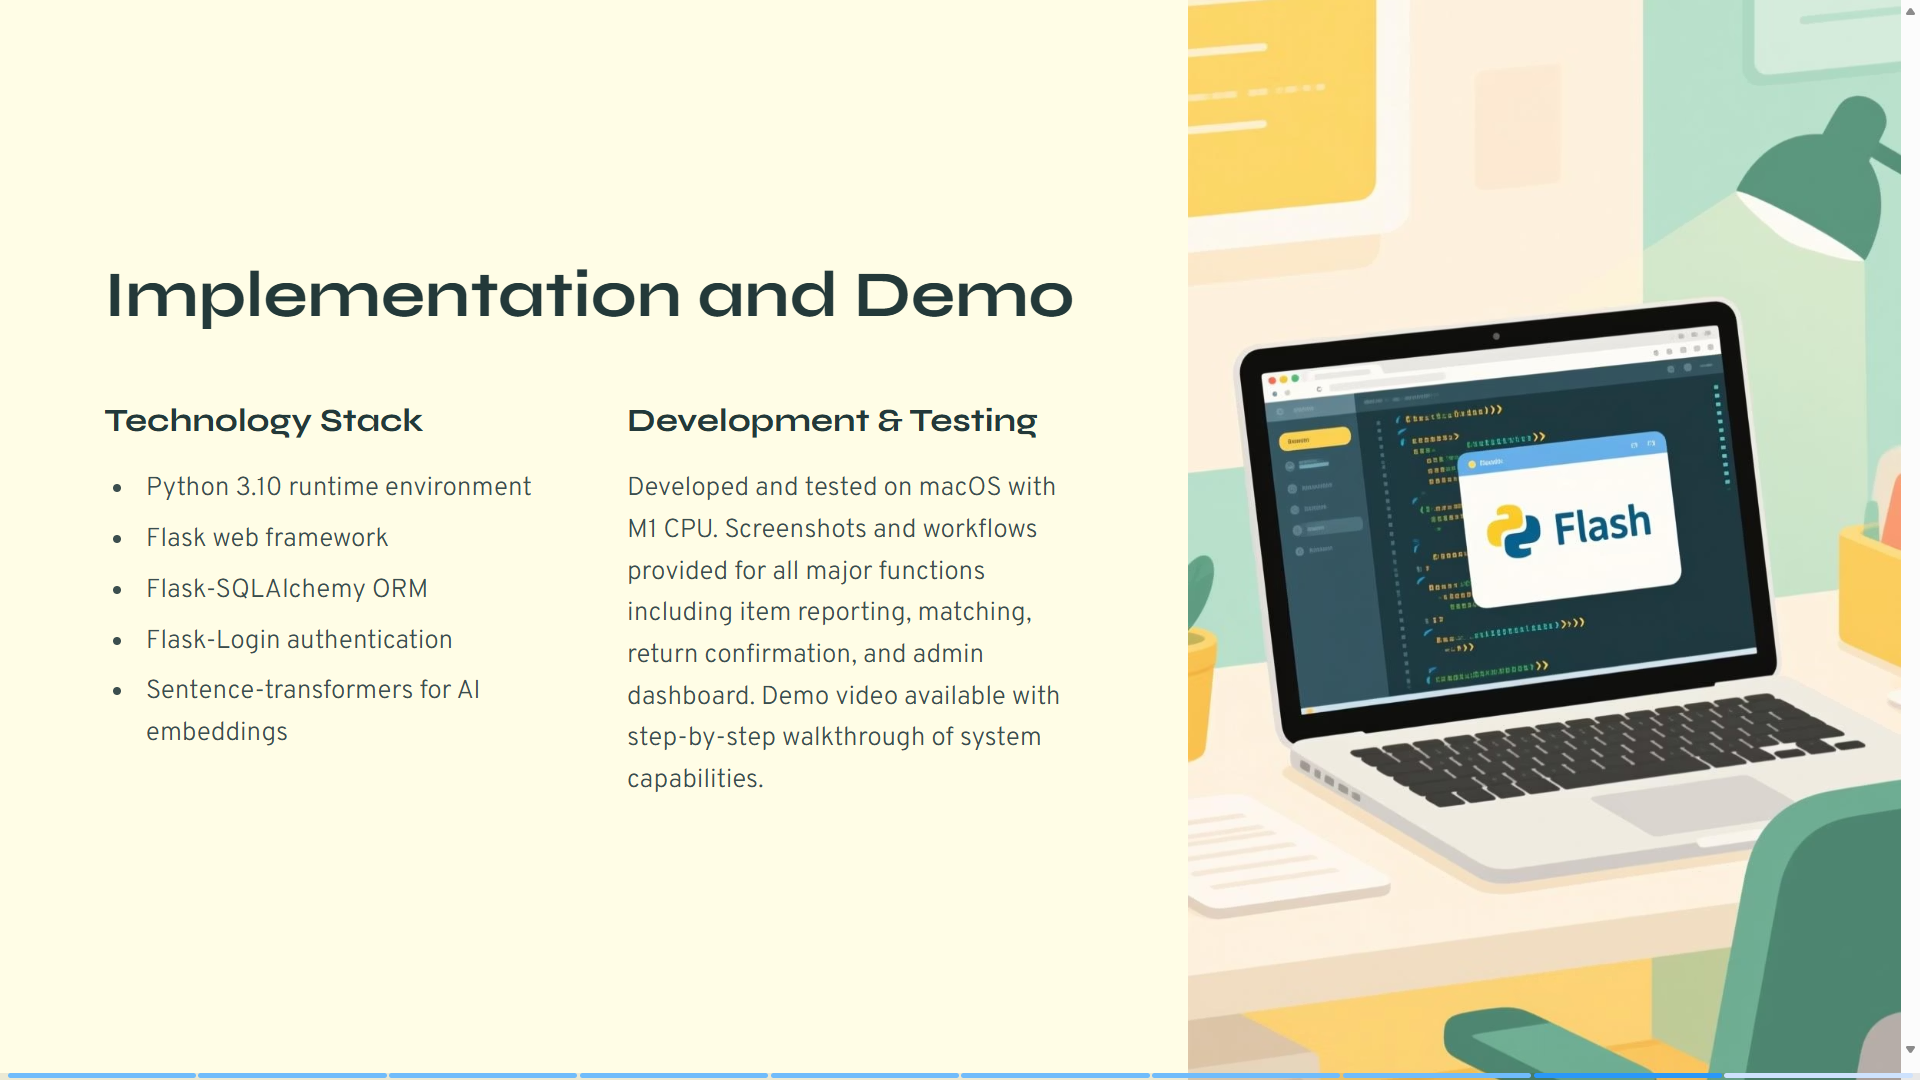 Implementation and Demo
Technology Stack
• Python 3.10 runtime environment
• Flask web framework
• Flask-SQLAlchemy ORM
• Flask-Login authentication
• Sentence-transformers for AI
embeddings
Development & Testing
Developed and tested on macOS with
M1 CPU. Screenshots and workflows
provided for all major functions
including item reporting, matching,
return confirmation, and admin
dashboard. Demo video available with
step-by-step walkthrough of system
capabilities.
Flash